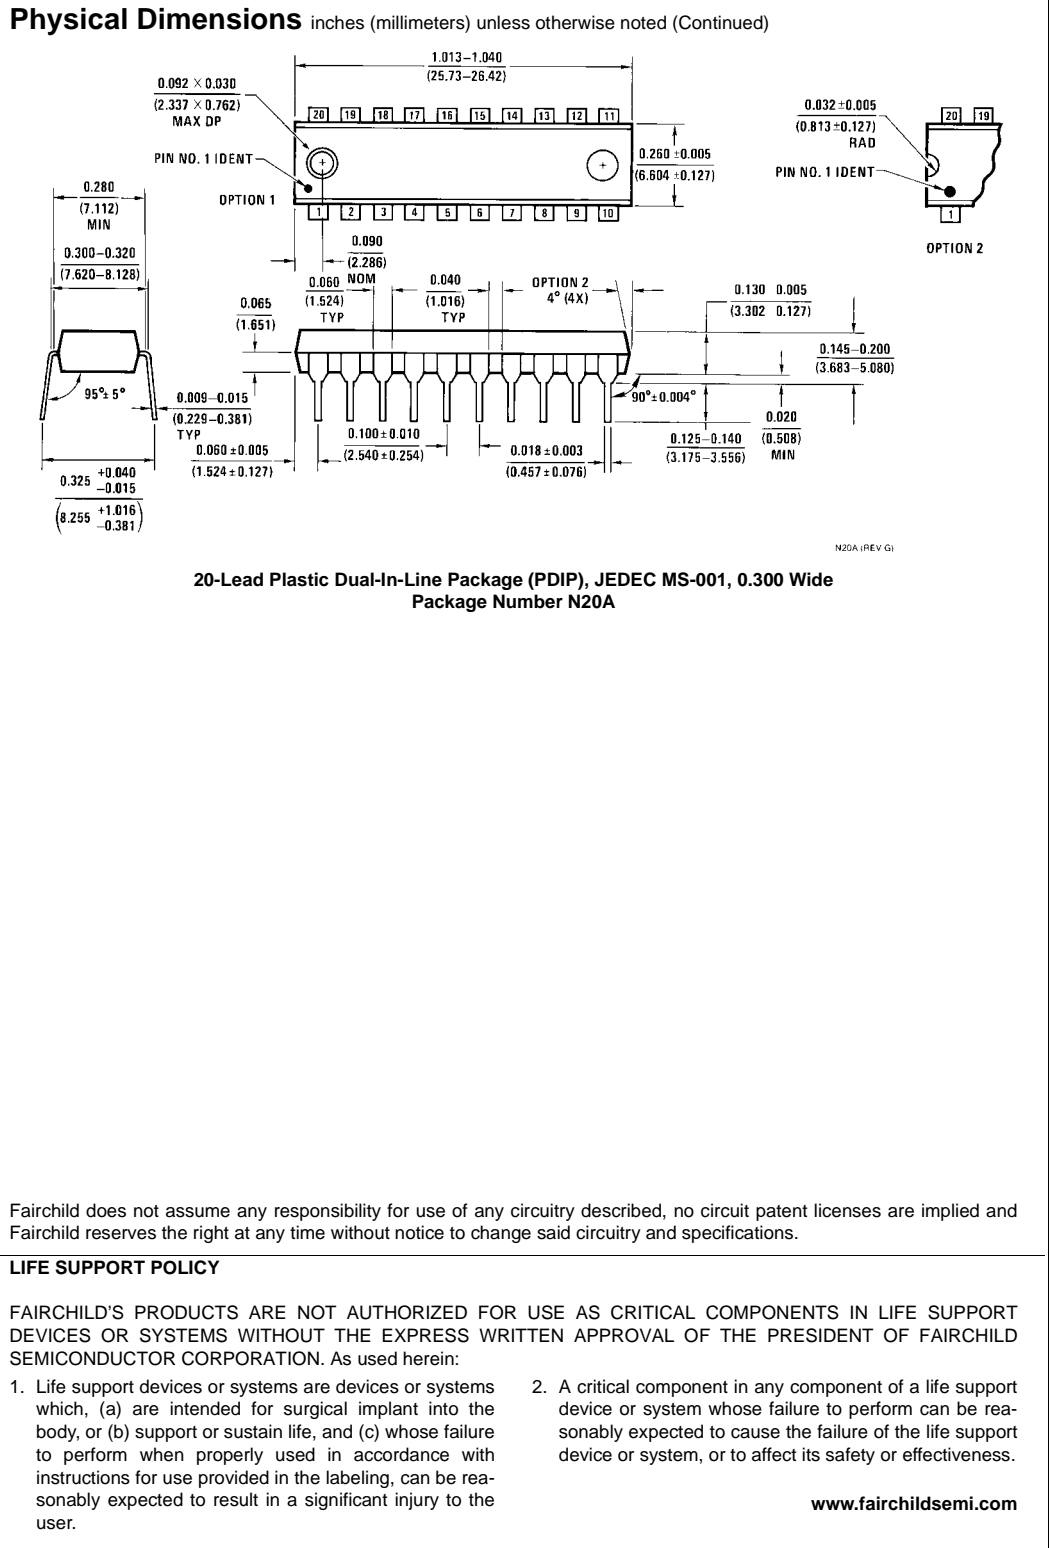 Physical Dimensions inches (millimeters) unless otherwise noted (Continued)
1.013–1.040
(25.73–26.42)
0.092 × 0.030
(2.337 × 0.762)
MAX DP
20 19 18 17 16 15 14 13 12 11
0.032 ±0.005
(0.813 ±0.127)
RAD
20 19
PIN NO. 1 IDENT
0.260 ±0.005
(6.604 ±0.127)
PIN NO. 1 IDENT
OPTION 1
1 2 3 4 5 6 7 8 9 10
1
OPTION 2
0.280
(7.112)
MIN
0.300–0.320
(7.620–8.128)
0.090
(2.286)
NOM
0.060
(1.524)
TYP
0.040
(1.016)
TYP
OPTION 2
4° (4X)
0.130 0.005
(3.302 0.127)
0.065
(1.651)
0.145–0.200
(3.683–5.080)
95°± 5°
0.009–0.015
(0.229–0.381)
TYP
90°±0.004°
0.020
(0.508)
MIN
0.125–0.140
(3.175–3.556)
0.100±0.010
(2.540±0.254)
0.018±0.003
(0.457±0.076)
0.060 ±0.005
(1.524±0.127)
0.325 +0.040
–0.015
(8.255 +1.016
–0.381)
N20A (REV G)
20-Lead Plastic Dual-In-Line Package (PDIP), JEDEC MS-001, 0.300 Wide
Package Number N20A
Fairchild does not assume any responsibility for use of any circuitry described, no circuit patent licenses are implied and
Fairchild reserves the right at any time without notice to change said circuitry and specifications.
LIFE SUPPORT POLICY
FAIRCHILD'S PRODUCTS ARE NOT AUTHORIZED FOR USE AS CRITICAL COMPONENTS IN LIFE SUPPORT
DEVICES OR SYSTEMS WITHOUT THE EXPRESS WRITTEN APPROVAL OF THE PRESIDENT OF FAIRCHILD
SEMICONDUCTOR CORPORATION. As used herein:
1. Life support devices or systems are devices or systems
which, (a) are intended for surgical implant into the
body, or (b) support or sustain life, and (c) whose failure
to perform when properly used in accordance with
instructions for use provided in the labeling, can be rea-
sonably expected to result in a significant injury to the
user.
2. A critical component in any component of a life support
device or system whose failure to perform can be rea-
sonably expected to cause the failure of the life support
device or system, or to affect its safety or effectiveness.
www.fairchildsemi.com